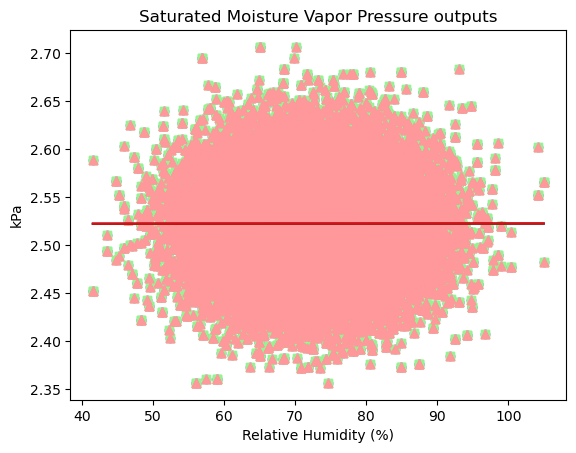 Saturated Moisture Vapor Pressure outputs
2.70
2.65
2.60
2.55
2.50
2.45
2.40
2.35
kPa
40 50 60 70 80 90 100
Relative Humidity (%)